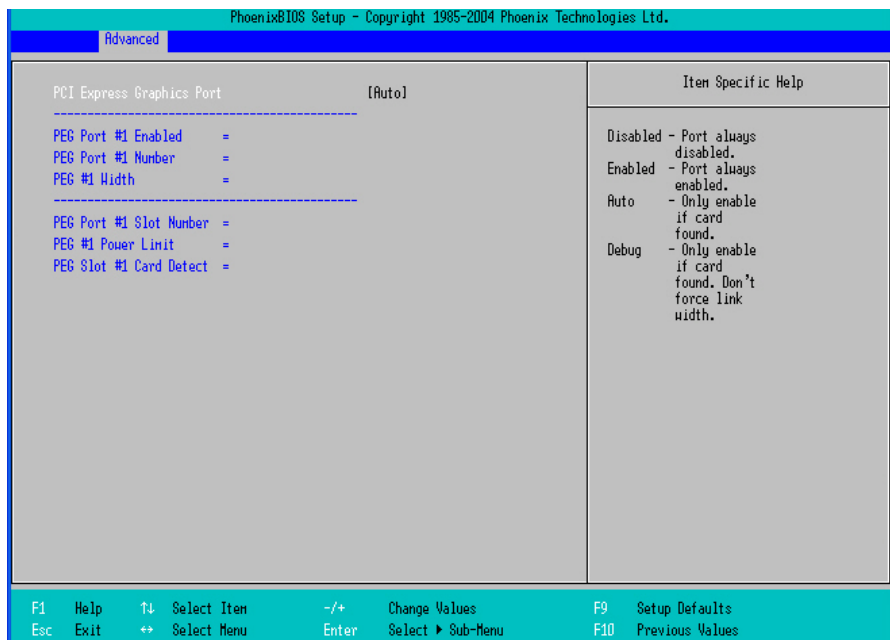 PhoenixBIOS Setup - Copyright 1985-2004 Phoenix Technologies Ltd.
Advanced
PCI Express Graphics Port [Auto]
--------------------------------------------
PEG Port #1 Enabled =
PEG Port #1 Number =
PEG #1 Width =
--------------------------------------------
PEG Port #1 Slot Number =
PEG #1 Power Limit =
PEG Slot #1 Card Detect =
Item Specific Help
Disabled - Port always
disabled.
Enabled - Port always
enabled.
Auto - Only enable
if card
found.
Debug - Only enable
if card
found. Don't
force link
width.
F1 Help ↑↓ Select Item -/+ Change Values F9 Setup Defaults
Esc Exit ↔ Select Menu Enter Select ▶ Sub-Menu F10 Previous Values